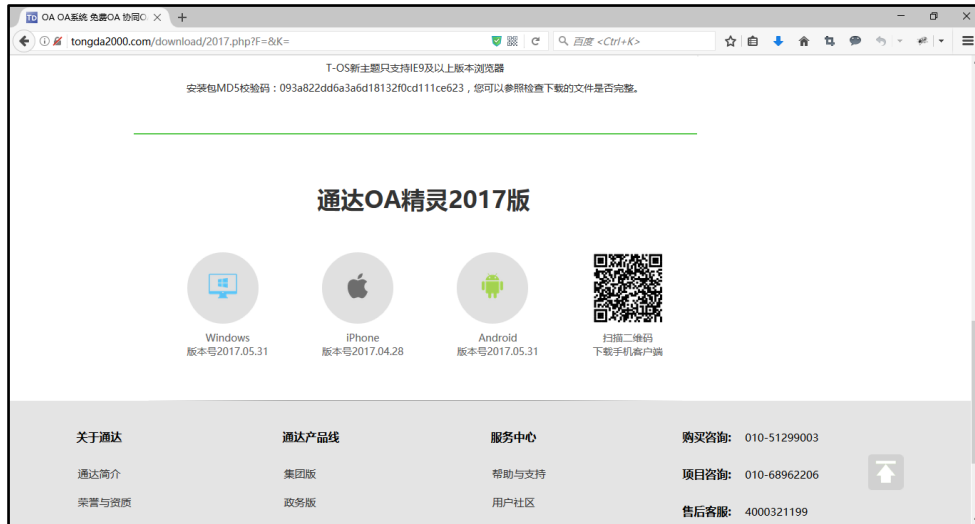 OA OA系统 免费OA 协同O
tongda2000.com/download/2017.php?F=&K=
百度 <Ctrl+K>
T-OS新主题只支持IE9及以上版本浏览器
安装包MD5校验码：093a822dd6a3a6d18132f0cd111ce623，您可以参照检查下载的文件是否完整。
通达OA精灵2017版
Windows
版本号2017.05.31
iPhone
版本号2017.04.28
Android
版本号2017.05.31
扫描二维码
下载手机客户端
关于通达
通达产品线
服务中心
购买咨询: 010-51299003
通达简介
集团版
帮助与支持
项目咨询: 010-68962206
荣誉与资质
政务版
用户社区
售后客服: 4000321199